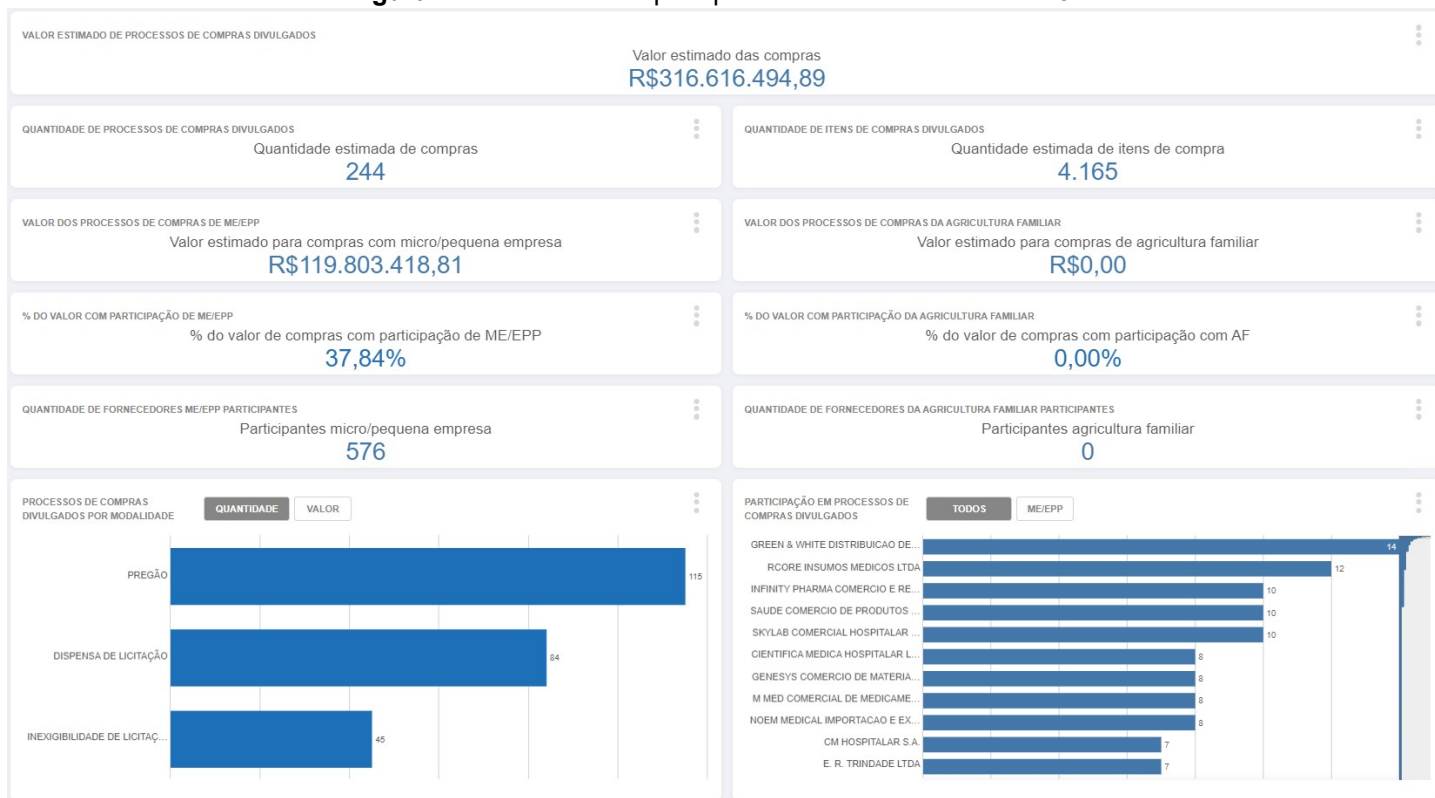 VALOR ESTIMADO DE PROCESSOS DE COMPRAS DIVULGADOS
Valor estimado das compras
R$316.616.494,89
QUANTIDADE DE PROCESSOS DE COMPRAS DIVULGADOS
Quantidade estimada de compras
244
QUANTIDADE DE ITENS DE COMPRAS DIVULGADOS
Quantidade estimada de itens de compra
4.165
VALOR DOS PROCESSOS DE COMPRAS DE ME/EPP
Valor estimado para compras com micro/pequena empresa
R$119.803.418,81
VALOR DOS PROCESSOS DE COMPRAS DA AGRICULTURA FAMILIAR
Valor estimado para compras de agricultura familiar
R$0,00
% DO VALOR COM PARTICIPAÇÃO DE ME/EPP
% do valor de compras com participação de ME/EPP
37,84%
% DO VALOR COM PARTICIPAÇÃO DA AGRICULTURA FAMILIAR
% do valor de compras com participação com AF
0,00%
QUANTIDADE DE FORNECEDORES ME/EPP PARTICIPANTES
Participantes micro/pequena empresa
576
QUANTIDADE DE FORNECEDORES DA AGRICULTURA FAMILIAR PARTICIPANTES
Participantes agricultura familiar
0
PROCESSOS DE COMPRAS
DIVULGADOS POR MODALIDADE
QUANTIDADE VALOR
PREGÃO 115
DISPENSA DE LICITAÇÃO 84
INEXIGIBILIDADE DE LICITAÇ... 45
PARTICIPAÇÃO EM PROCESSOS DE
COMPRAS DIVULGADOS
TODOS ME/EPP
GREEN & WHITE DISTRIBUICAO DE... 14
RCORE INSUMOS MEDICOS LTDA 12
INFINITY PHARMA COMERCIO E RE... 10
SAUDE COMERCIO DE PRODUTOS ... 10
SKYLAB COMERCIAL HOSPITALAR ... 10
CIENTIFICA MEDICA HOSPITALAR L... 8
GENESYS COMERCIO DE MATERIA... 8
M MED COMERCIAL DE MEDICAME... 8
NOEM MEDICAL IMPORTACAO E EX... 8
CM HOSPITALAR S.A. 7
E. R. TRINDADE LTDA 7